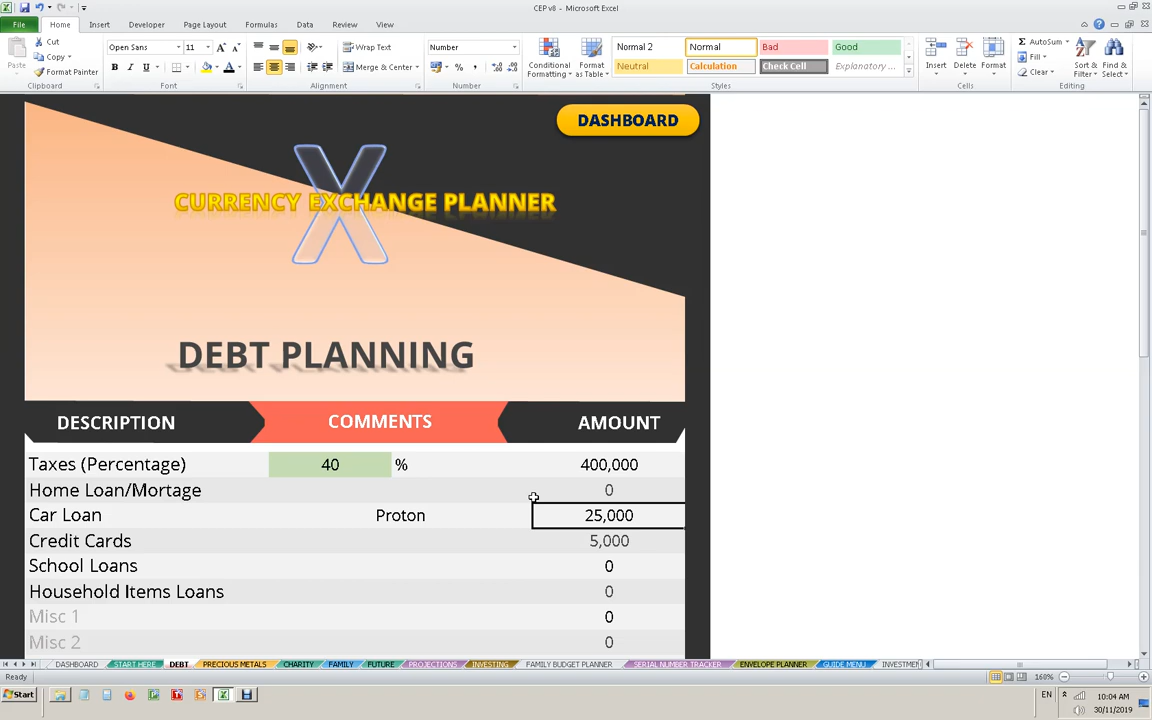 CEP v8 - Microsoft Excel
File Home Insert Developer Page Layout Formulas Data Review View
Cut
Copy
Format Painter
Paste
Clipboard
Open Sans 11
B I U
Font
Wrap Text
Merge & Center
Alignment
Number
%
Number
Conditional Formatting
Format as Table
Normal 2 Normal Bad Good
Neutral Calculation Check Cell Explanatory ...
Styles
Insert Delete Format
Cells
AutoSum
Fill
Clear
Sort & Filter
Find & Select
Editing
DASHBOARD
X
CURRENCY EXCHANGE PLANNER
DEBT PLANNING
DESCRIPTION COMMENTS AMOUNT
Taxes (Percentage) 40 % 400,000
Home Loan/Mortage 0
Car Loan Proton 25,000
Credit Cards 5,000
School Loans 0
Household Items Loans 0
Misc 1 0
Misc 2 0
DASHBOARD START HERE DEBT PRECIOUS METALS CHARITY FAMILY FUTURE PROJECTIONS INVESTING FAMILY BUDGET PLANNER SERIAL NUMBER TRACKER ENVELOPE PLANNER GUIDE MENU INVESTMEN
Ready 160%
Start EN 10:04 AM
30/11/2019